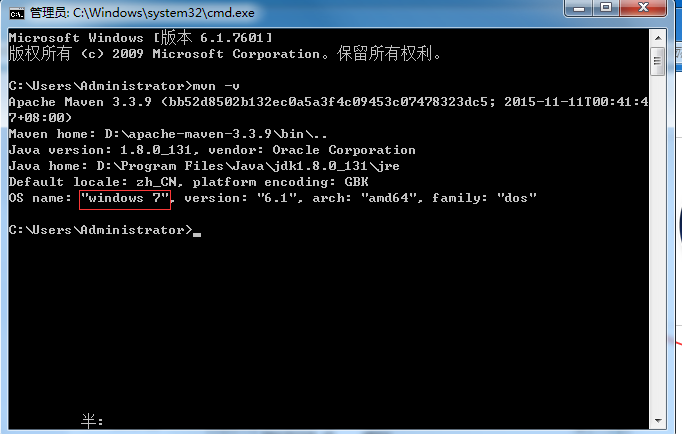 管理员: C:\Windows\system32\cmd.exe
Microsoft Windows [版本 6.1.7601]
版权所有 (c) 2009 Microsoft Corporation。保留所有权利。
C:\Users\Administrator>mvn -v
Apache Maven 3.3.9 (bb52d8502b132ec0a5a3f4c09453c07478323dc5; 2015-11-11T00:41:4
7+08:00)
Maven home: D:\apache-maven-3.3.9\bin\..
Java version: 1.8.0_131, vendor: Oracle Corporation
Java home: D:\Program Files\Java\jdk1.8.0_131\jre
Default locale: zh_CN, platform encoding: GBK
OS name: "windows 7", version: "6.1", arch: "amd64", family: "dos"
C:\Users\Administrator>_
半: